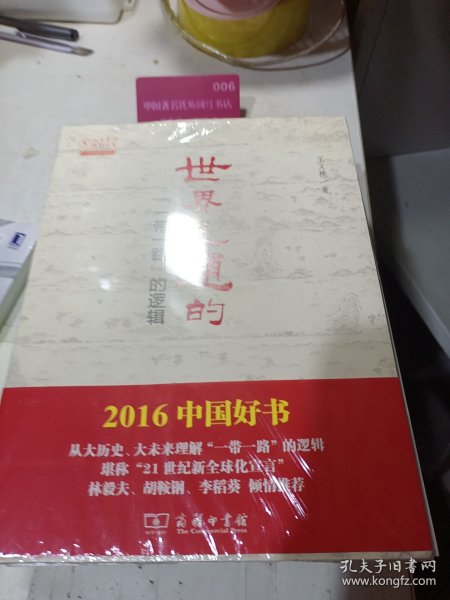 006
世界是通的
“一带一路”的逻辑
王义桅 著
2016 中国好书
从大历史、大未来理解“一带一路”的逻辑
堪称“21世纪新全球化宣言”
林毅夫、胡鞍钢、李稻葵 倾情推荐
商务印书馆
The Commercial Press
孔夫子旧书网
www.kongfz.com